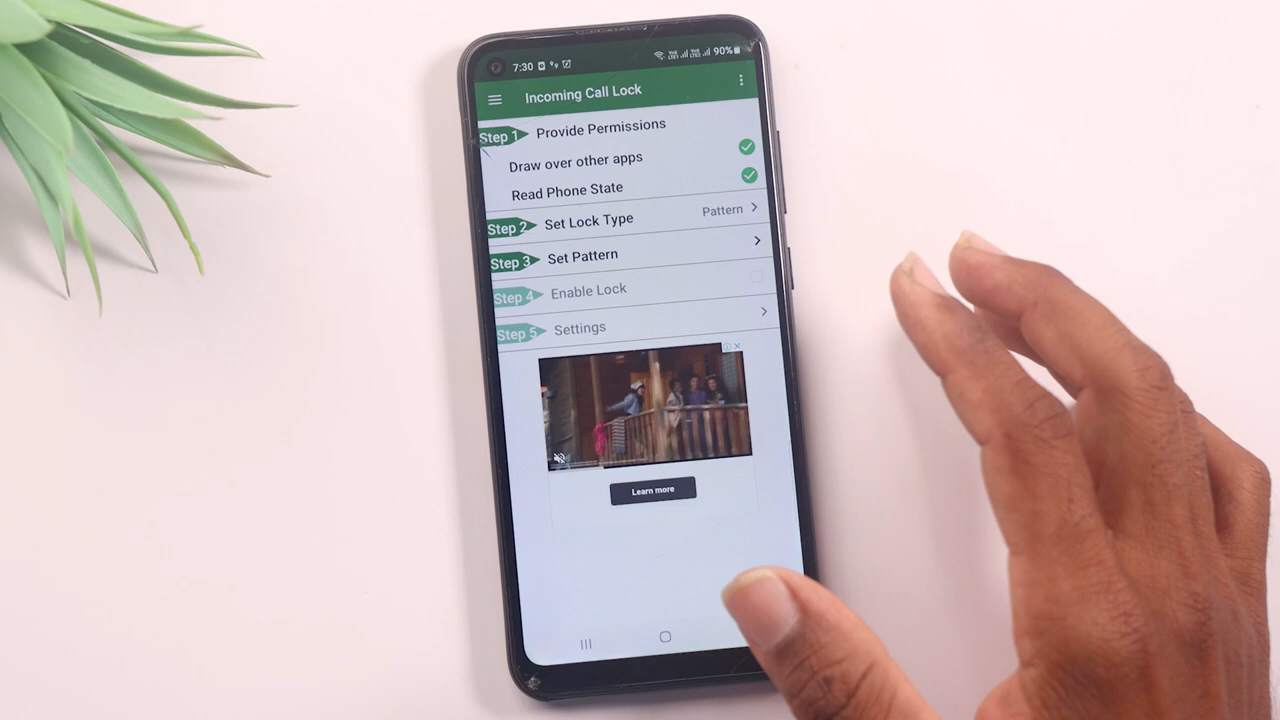 7:30 90%
Incoming Call Lock
Step 1 Provide Permissions
Draw over other apps
Read Phone State
Step 2 Set Lock Type Pattern
Step 3 Set Pattern
Step 4 Enable Lock
Step 5 Settings
Learn more